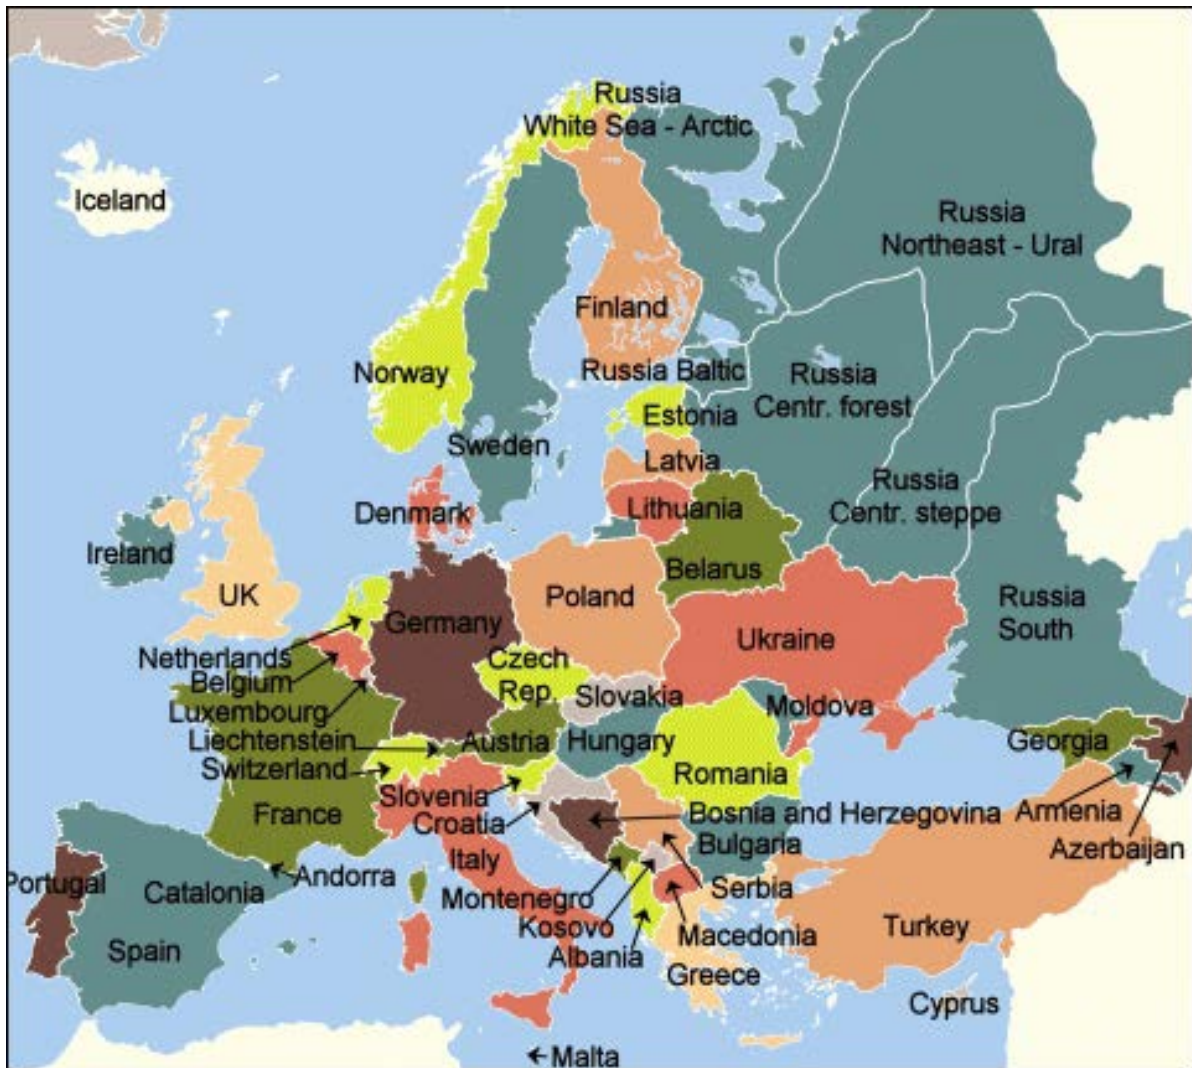 Russia
White Sea - Arctic
Iceland
Russia
Northeast - Ural
Finland
Norway
Russia Baltic
Russia
Centr. forest
Estonia
Sweden
Latvia
Russia
Centr. steppe
Denmark
Lithuania
Ireland
Belarus
UK
Poland
Germany
Russia
South
Ukraine
Netherlands
Czech
Rep.
Belgium
Slovakia
Luxembourg
Moldova
Liechtenstein
Austria
Hungary
Georgia
Switzerland
Romania
Slovenia
France
Croatia
Bosnia and Herzegovina
Armenia
Bulgaria
Azerbaijan
Italy
Andorra
Portugal
Catalonia
Montenegro
Serbia
Kosovo
Turkey
Macedonia
Spain
Albania
Greece
Cyprus
Malta